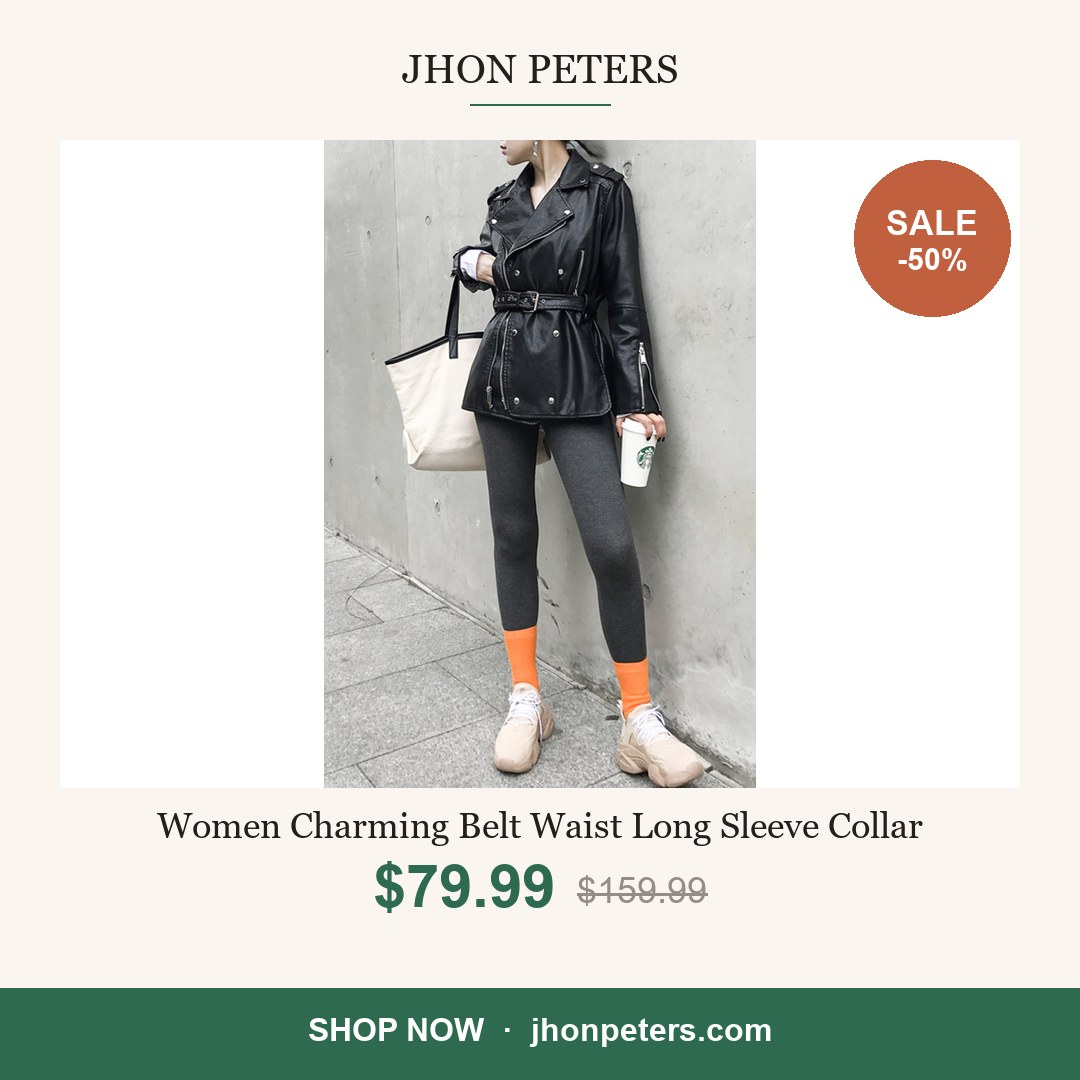 JHON PETERS
SALE
-50%
Women Charming Belt Waist Long Sleeve Collar
$79.99 $159.99
SHOP NOW · jhonpeters.com